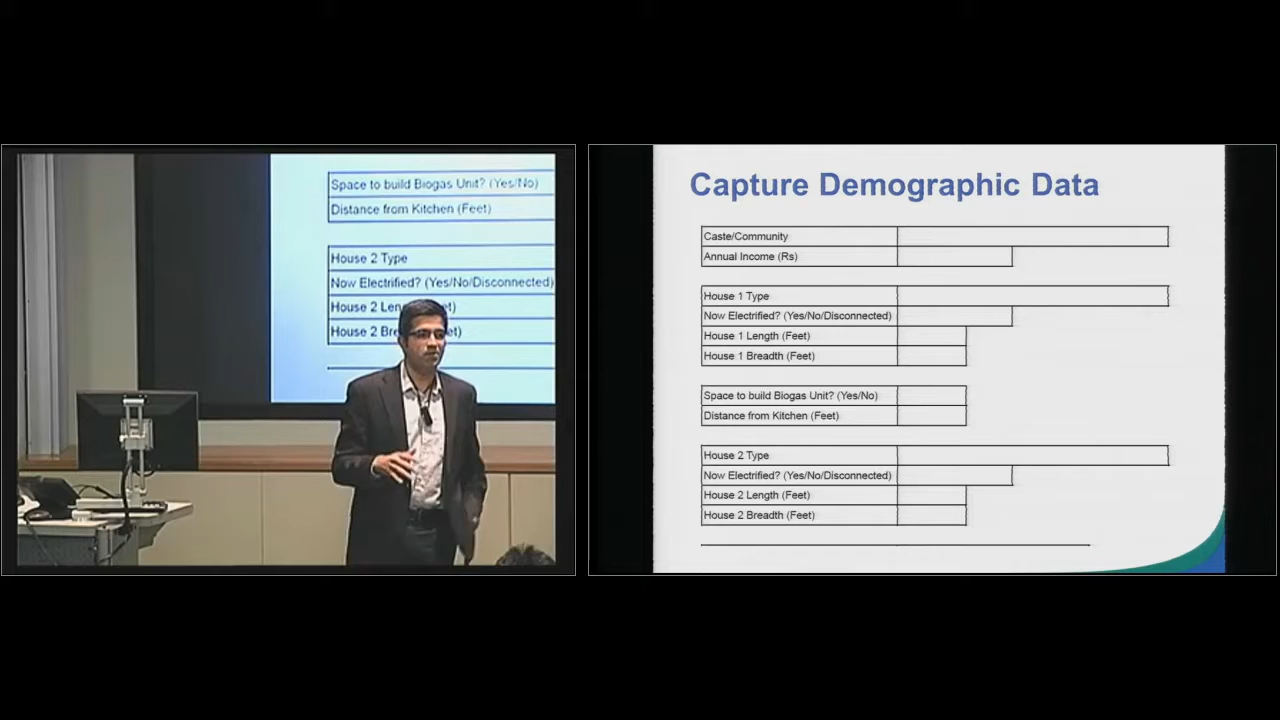 Space to build Biogas Unit? (Yes/No)
Distance from Kitchen (Feet)
House 2 Type
Now Electrified? (Yes/No/Disconnected)
House 2
House 2
Capture Demographic Data
Caste/Community
Annual Income (Rs)
House 1 Type
Now Electrified? (Yes/No/Disconnected)
House 1 Length (Feet)
House 1 Breadth (Feet)
Space to build Biogas Unit? (Yes/No)
Distance from Kitchen (Feet)
House 2 Type
Now Electrified? (Yes/No/Disconnected)
House 2 Length (Feet)
House 2 Breadth (Feet)